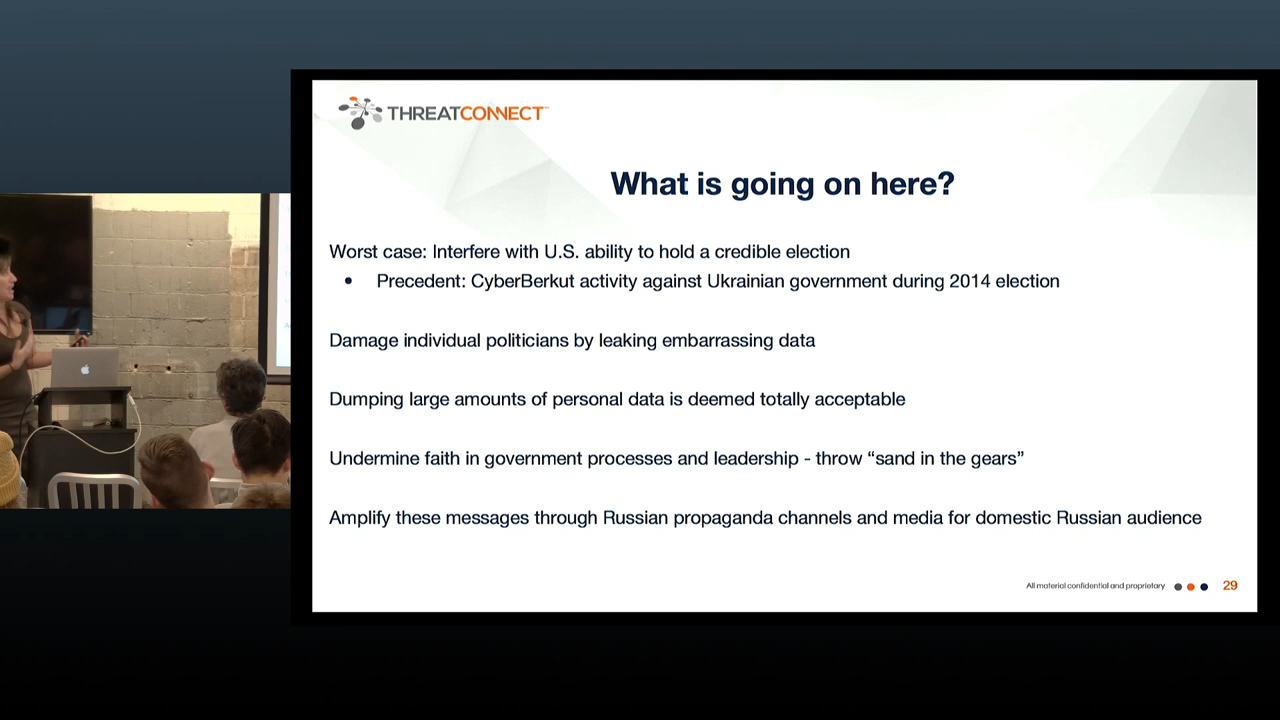 THREATCONNECT™
What is going on here?
Worst case: Interfere with U.S. ability to hold a credible election
• Precedent: CyberBerkut activity against Ukrainian government during 2014 election
Damage individual politicians by leaking embarrassing data
Dumping large amounts of personal data is deemed totally acceptable
Undermine faith in government processes and leadership - throw “sand in the gears”
Amplify these messages through Russian propaganda channels and media for domestic Russian audience
All material confidential and proprietary
29